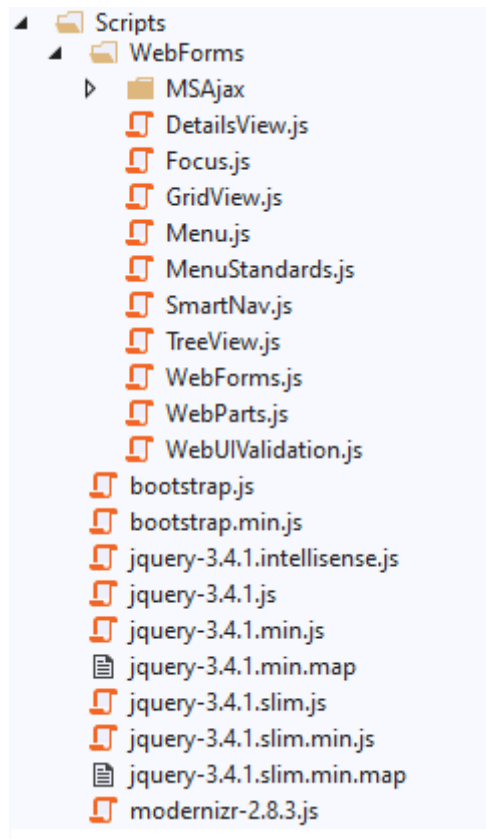 Scripts
WebForms
MSAjax
DetailsView.js
Focus.js
GridView.js
Menu.js
MenuStandards.js
SmartNav.js
TreeView.js
WebForms.js
WebParts.js
WebUIValidation.js
bootstrap.js
bootstrap.min.js
jquery-3.4.1.intellisense.js
jquery-3.4.1.js
jquery-3.4.1.min.js
jquery-3.4.1.min.map
jquery-3.4.1.slim.js
jquery-3.4.1.slim.min.js
jquery-3.4.1.slim.min.map
modernizr-2.8.3.js